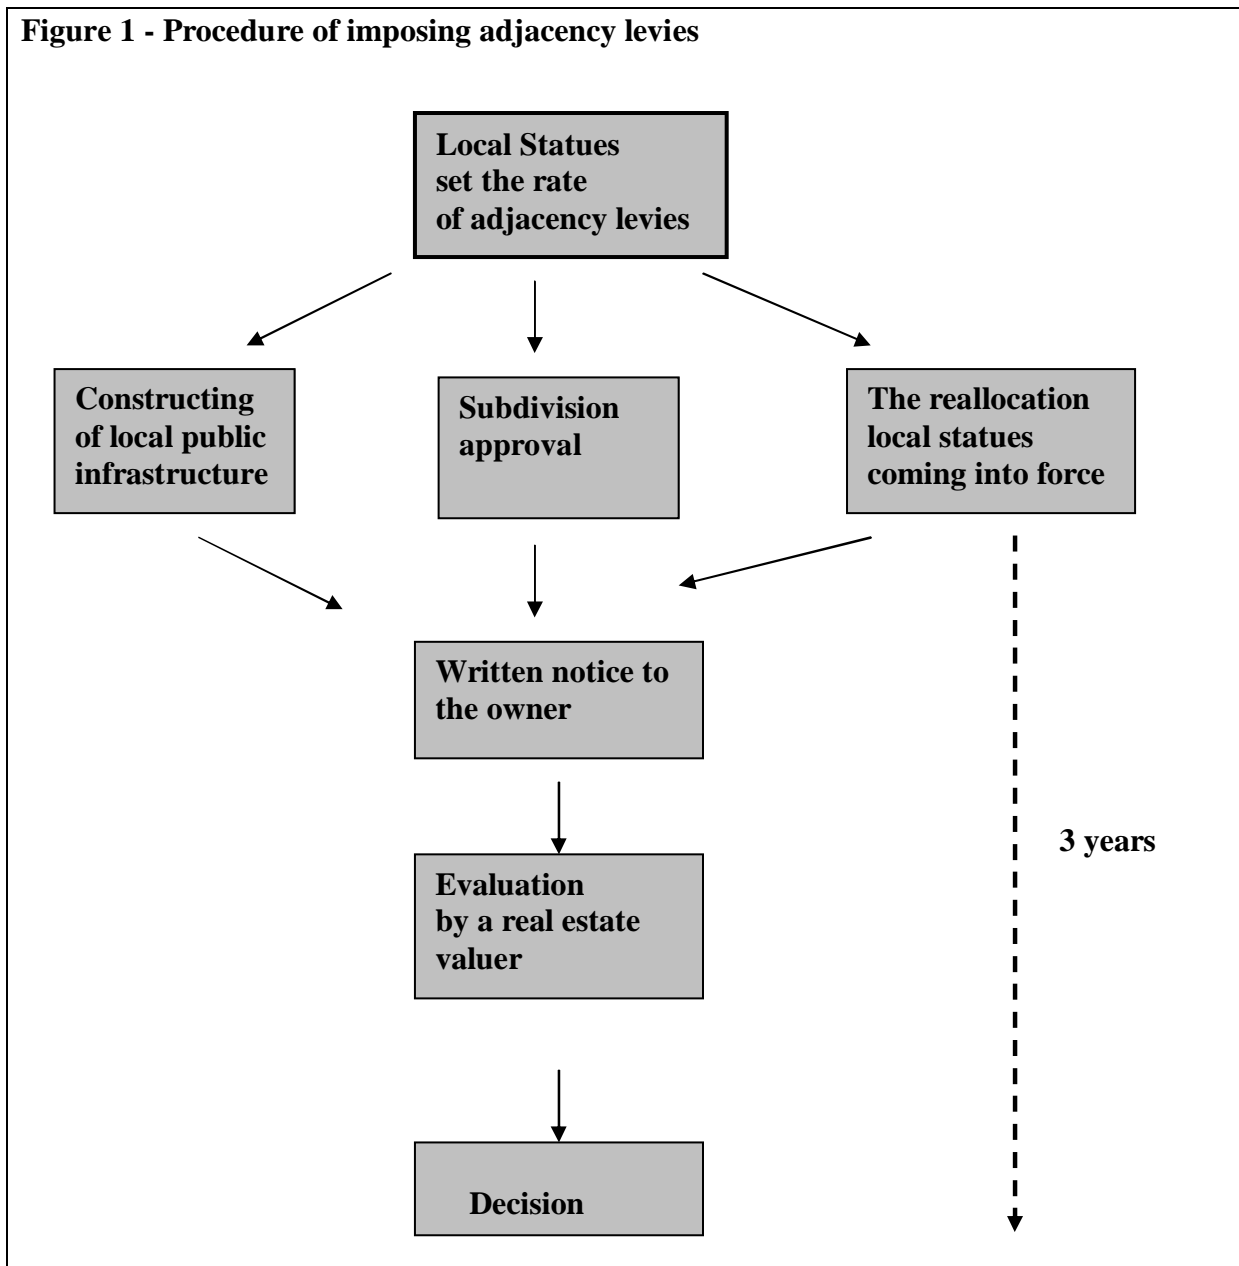 Figure 1 - Procedure of imposing adjacency levies
Local Statues
set the rate
of adjacency levies
Constructing
of local public
infrastructure
Subdivision
approval
The reallocation
local statues
coming into force
Written notice to
the owner
3 years
Evaluation
by a real estate
valuer
Decision